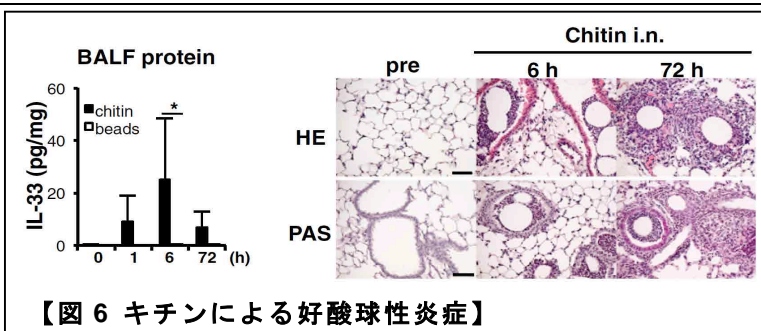 BALF protein
IL-33 (pg/mg)
60
40
20
0
chitin
beads
*
0 1 6 72 (h)
Chitin i.n.
pre 6 h 72 h
HE
PAS
【図 6 キチンによる好酸球性炎症】